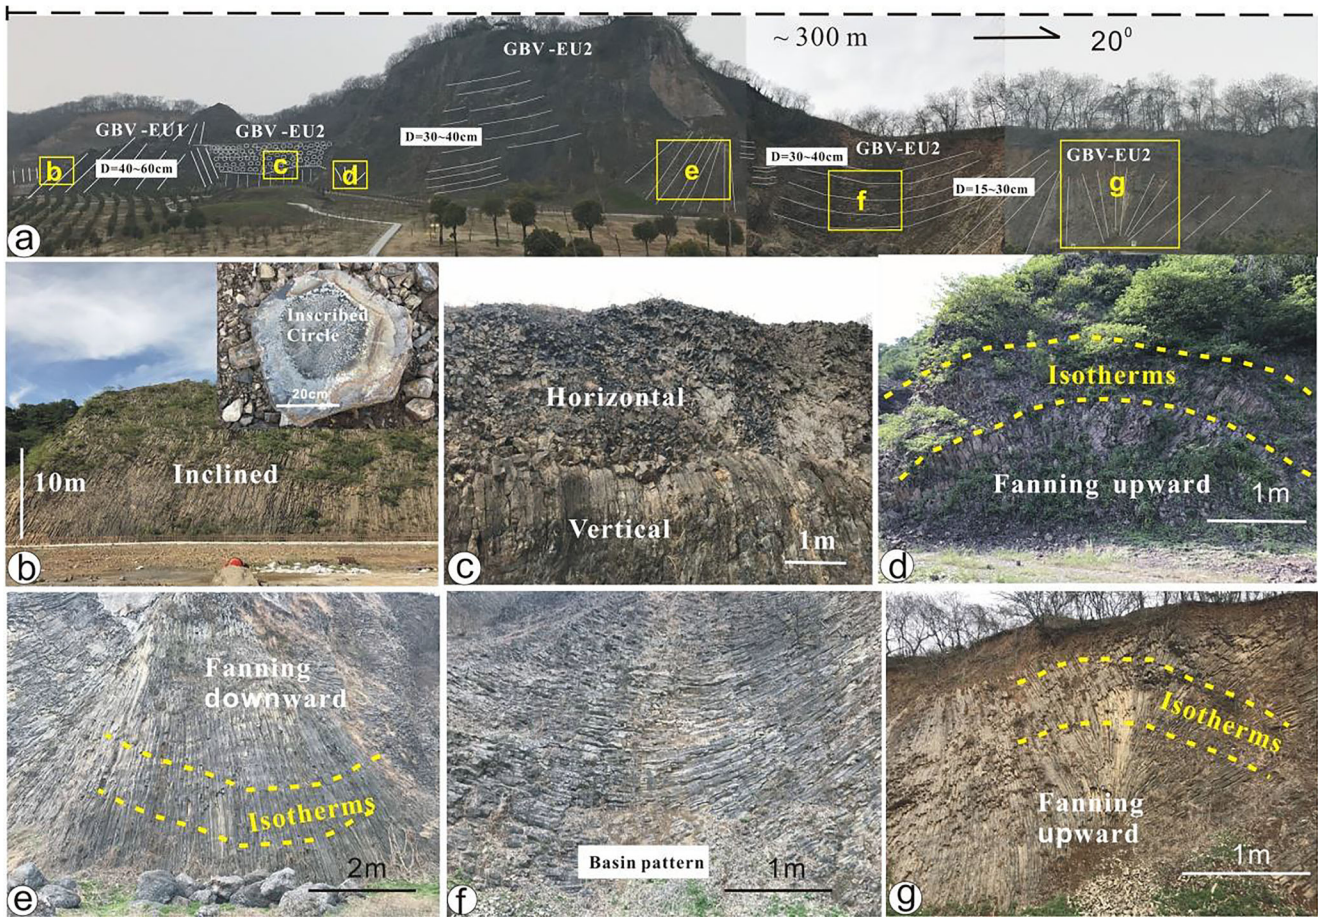 ~ 300 m
20⁰
GBV -EU2
GBV -EU1
GBV -EU2
D=30~40cm
D=30~40cm
GBV-EU2
GBV-EU2
b
D=40~60cm
c
d
e
f
D=15~30cm
g
a
Inscribed
Circle
20cm
10m
Inclined
b
Horizontal
Vertical
1m
c
Isotherms
Fanning upward
1m
d
Fanning
downward
Isotherms
2m
e
Basin pattern
1m
f
Isotherms
Fanning
upward
1m
g